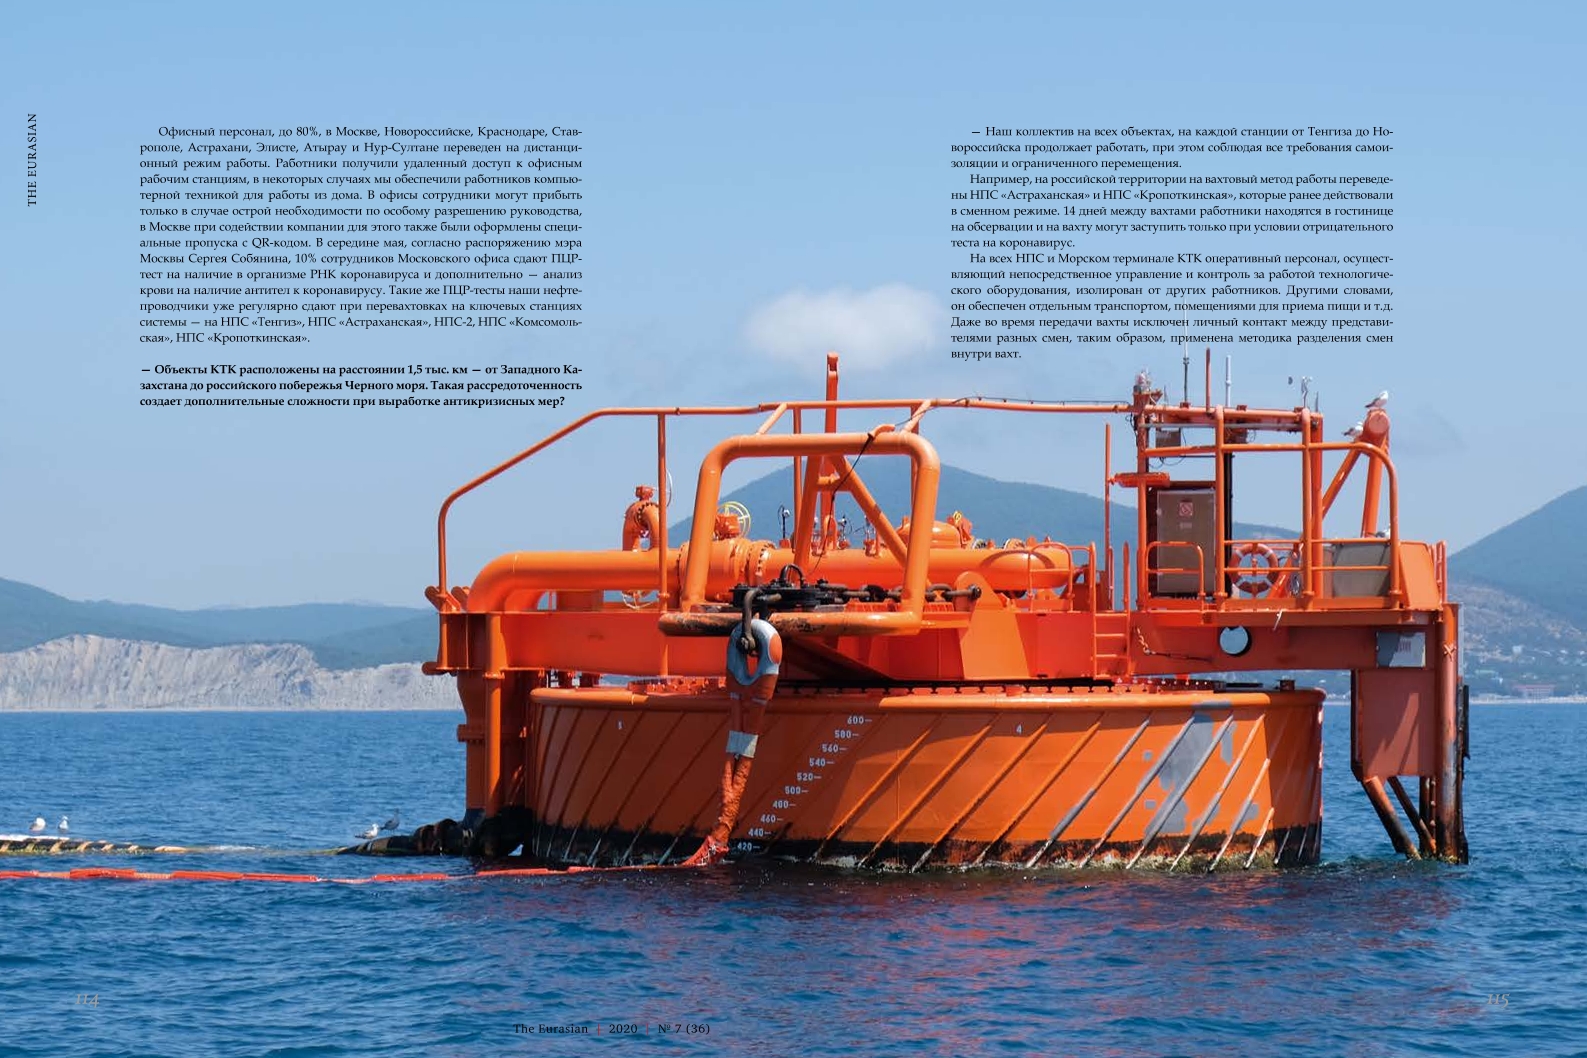 THE EURASIAN
Офисный персонал, до 80%, в Москве, Новороссийске, Краснодаре, Став-
рополе, Астрахани, Элисте, Атырау и Нур-Султане переведен на дистанци-
онный режим работы. Работники получили удаленный доступ к офисным
рабочим станциям, в некоторых случаях мы обеспечили работников компью-
терной техникой для работы из дома. В офисы сотрудники могут прибыть
только в случае острой необходимости по особому разрешению руководства,
в Москве при содействии компании для этого также были оформлены специ-
альные пропуска с QR-кодом. В середине мая, согласно распоряжению мэра
Москвы Сергея Собянина, 10% сотрудников Московского офиса сдают ПЦР-
тест на наличие в организме РНК коронавируса и дополнительно — анализ
крови на наличие антител к коронавирусу. Такие же ПЦР-тесты наши нефте-
проводчики уже регулярно сдают при перевахтовках на ключевых станциях
системы — на НПС «Тенгиз», НПС «Астраханская», НПС-2, НПС «Комсомоль-
ская», НПС «Кропоткинская».
— Объекты КТК расположены на расстоянии 1,5 тыс. км — от Западного Ка-
захстана до российского побережья Черного моря. Такая рассредоточенность
создает дополнительные сложности при выработке антикризисных мер?
— Наш коллектив на всех объектах, на каждой станции от Тенгиза до Но-
вороссийска продолжает работать, при этом соблюдая все требования самои-
золяции и ограниченного перемещения.
Например, на российской территории на вахтовый метод работы переведе-
ны НПС «Астраханская» и НПС «Кропоткинская», которые ранее действовали
в сменном режиме. 14 дней между вахтами работники находятся в гостинице
на обсервации и на вахту могут заступить только при условии отрицательного
теста на коронавирус.
На всех НПС и Морском терминале КТК оперативный персонал, осущест-
вляющий непосредственное управление и контроль за работой технологиче-
ского оборудования, изолирован от других работников. Другими словами,
он обеспечен отдельным транспортом, помещениями для приема пищи и т.д.
Даже во время передачи вахты исключен личный контакт между представи-
телями разных смен, таким образом, применена методика разделения смен
внутри вахт.
5
4
600—
580—
560—
540—
520—
500—
480—
460—
440—
420—
114
115
The Eurasian | 2020 | № 7 (36)